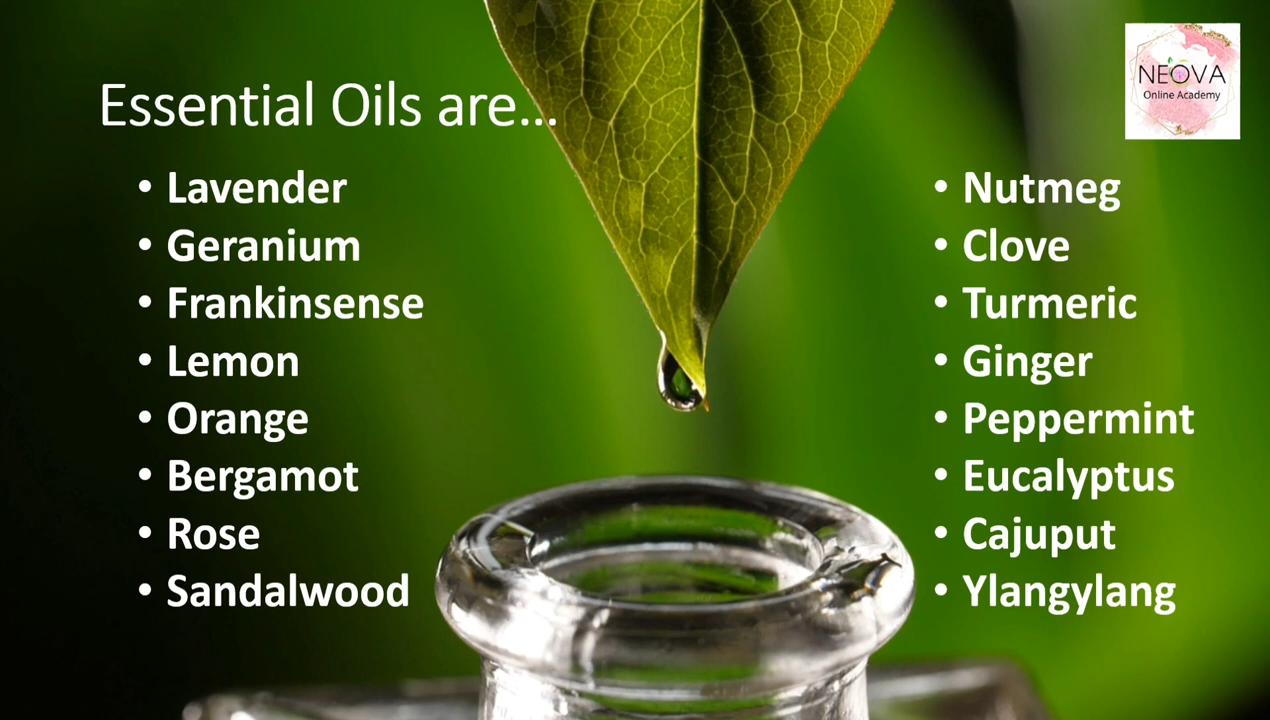 Essential Oils are...
• Lavender
• Geranium
• Frankinsense
• Lemon
• Orange
• Bergamot
• Rose
• Sandalwood
• Nutmeg
• Clove
• Turmeric
• Ginger
• Peppermint
• Eucalyptus
• Cajuput
• Ylangylang
NEOVA
Online Academy